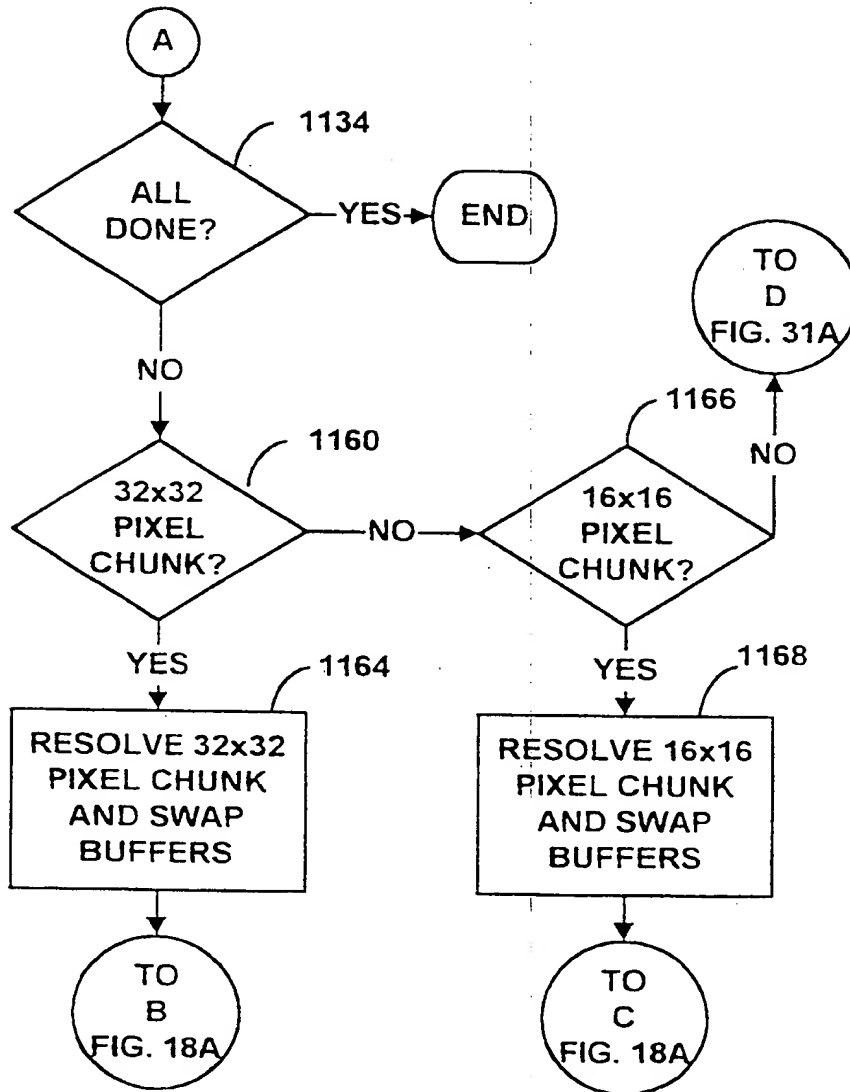 A
1134
ALL
DONE?
YES
END
TO
D
FIG. 31A
NO
1166
NO
1160
32x32
PIXEL
CHUNK?
NO
16x16
PIXEL
CHUNK?
YES
1164
YES
1168
RESOLVE 32x32
PIXEL CHUNK
AND SWAP
BUFFERS
RESOLVE 16x16
PIXEL CHUNK
AND SWAP
BUFFERS
TO
B
FIG. 18A
TO
C
FIG. 18A